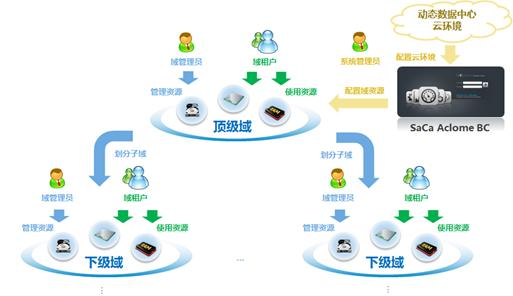 动态数据中心
云环境
域管理员
域租户
系统管理员
配置云环境
管理资源
使用资源
配置域资源
SaCa Aclome BC
顶级域
划分子域
划分子域
域管理员
域租户
域管理员
域租户
管理资源
使用资源
管理资源
使用资源
下级域
...
下级域
⋮
⋮